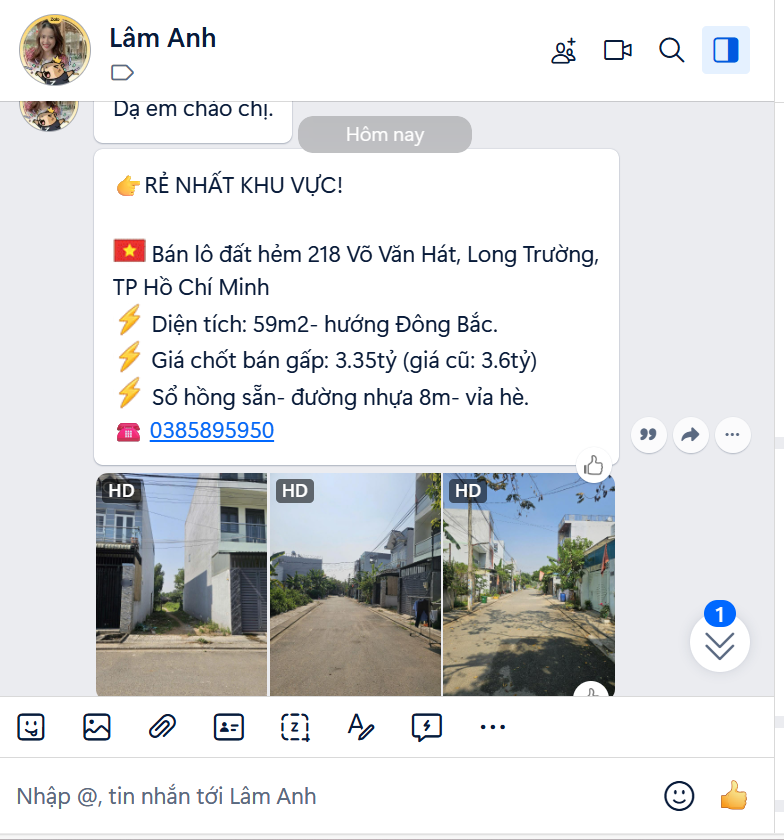 Lâm Anh
Dạ em chào chị.
Hôm nay
👉RẺ NHẤT KHU VỰC!
🇻🇳 Bán lô đất hẻm 218 Võ Văn Hát, Long Trường,
TP Hồ Chí Minh
⚡ Diện tích: 59m2- hướng Đông Bắc.
⚡ Giá chốt bán gấp: 3.35tỷ (giá cũ: 3.6tỷ)
⚡ Sổ hồng sẵn- đường nhựa 8m- vỉa hè.
☎️ 0385895950
HD
HD
HD
1
Nhập @, tin nhắn tới Lâm Anh